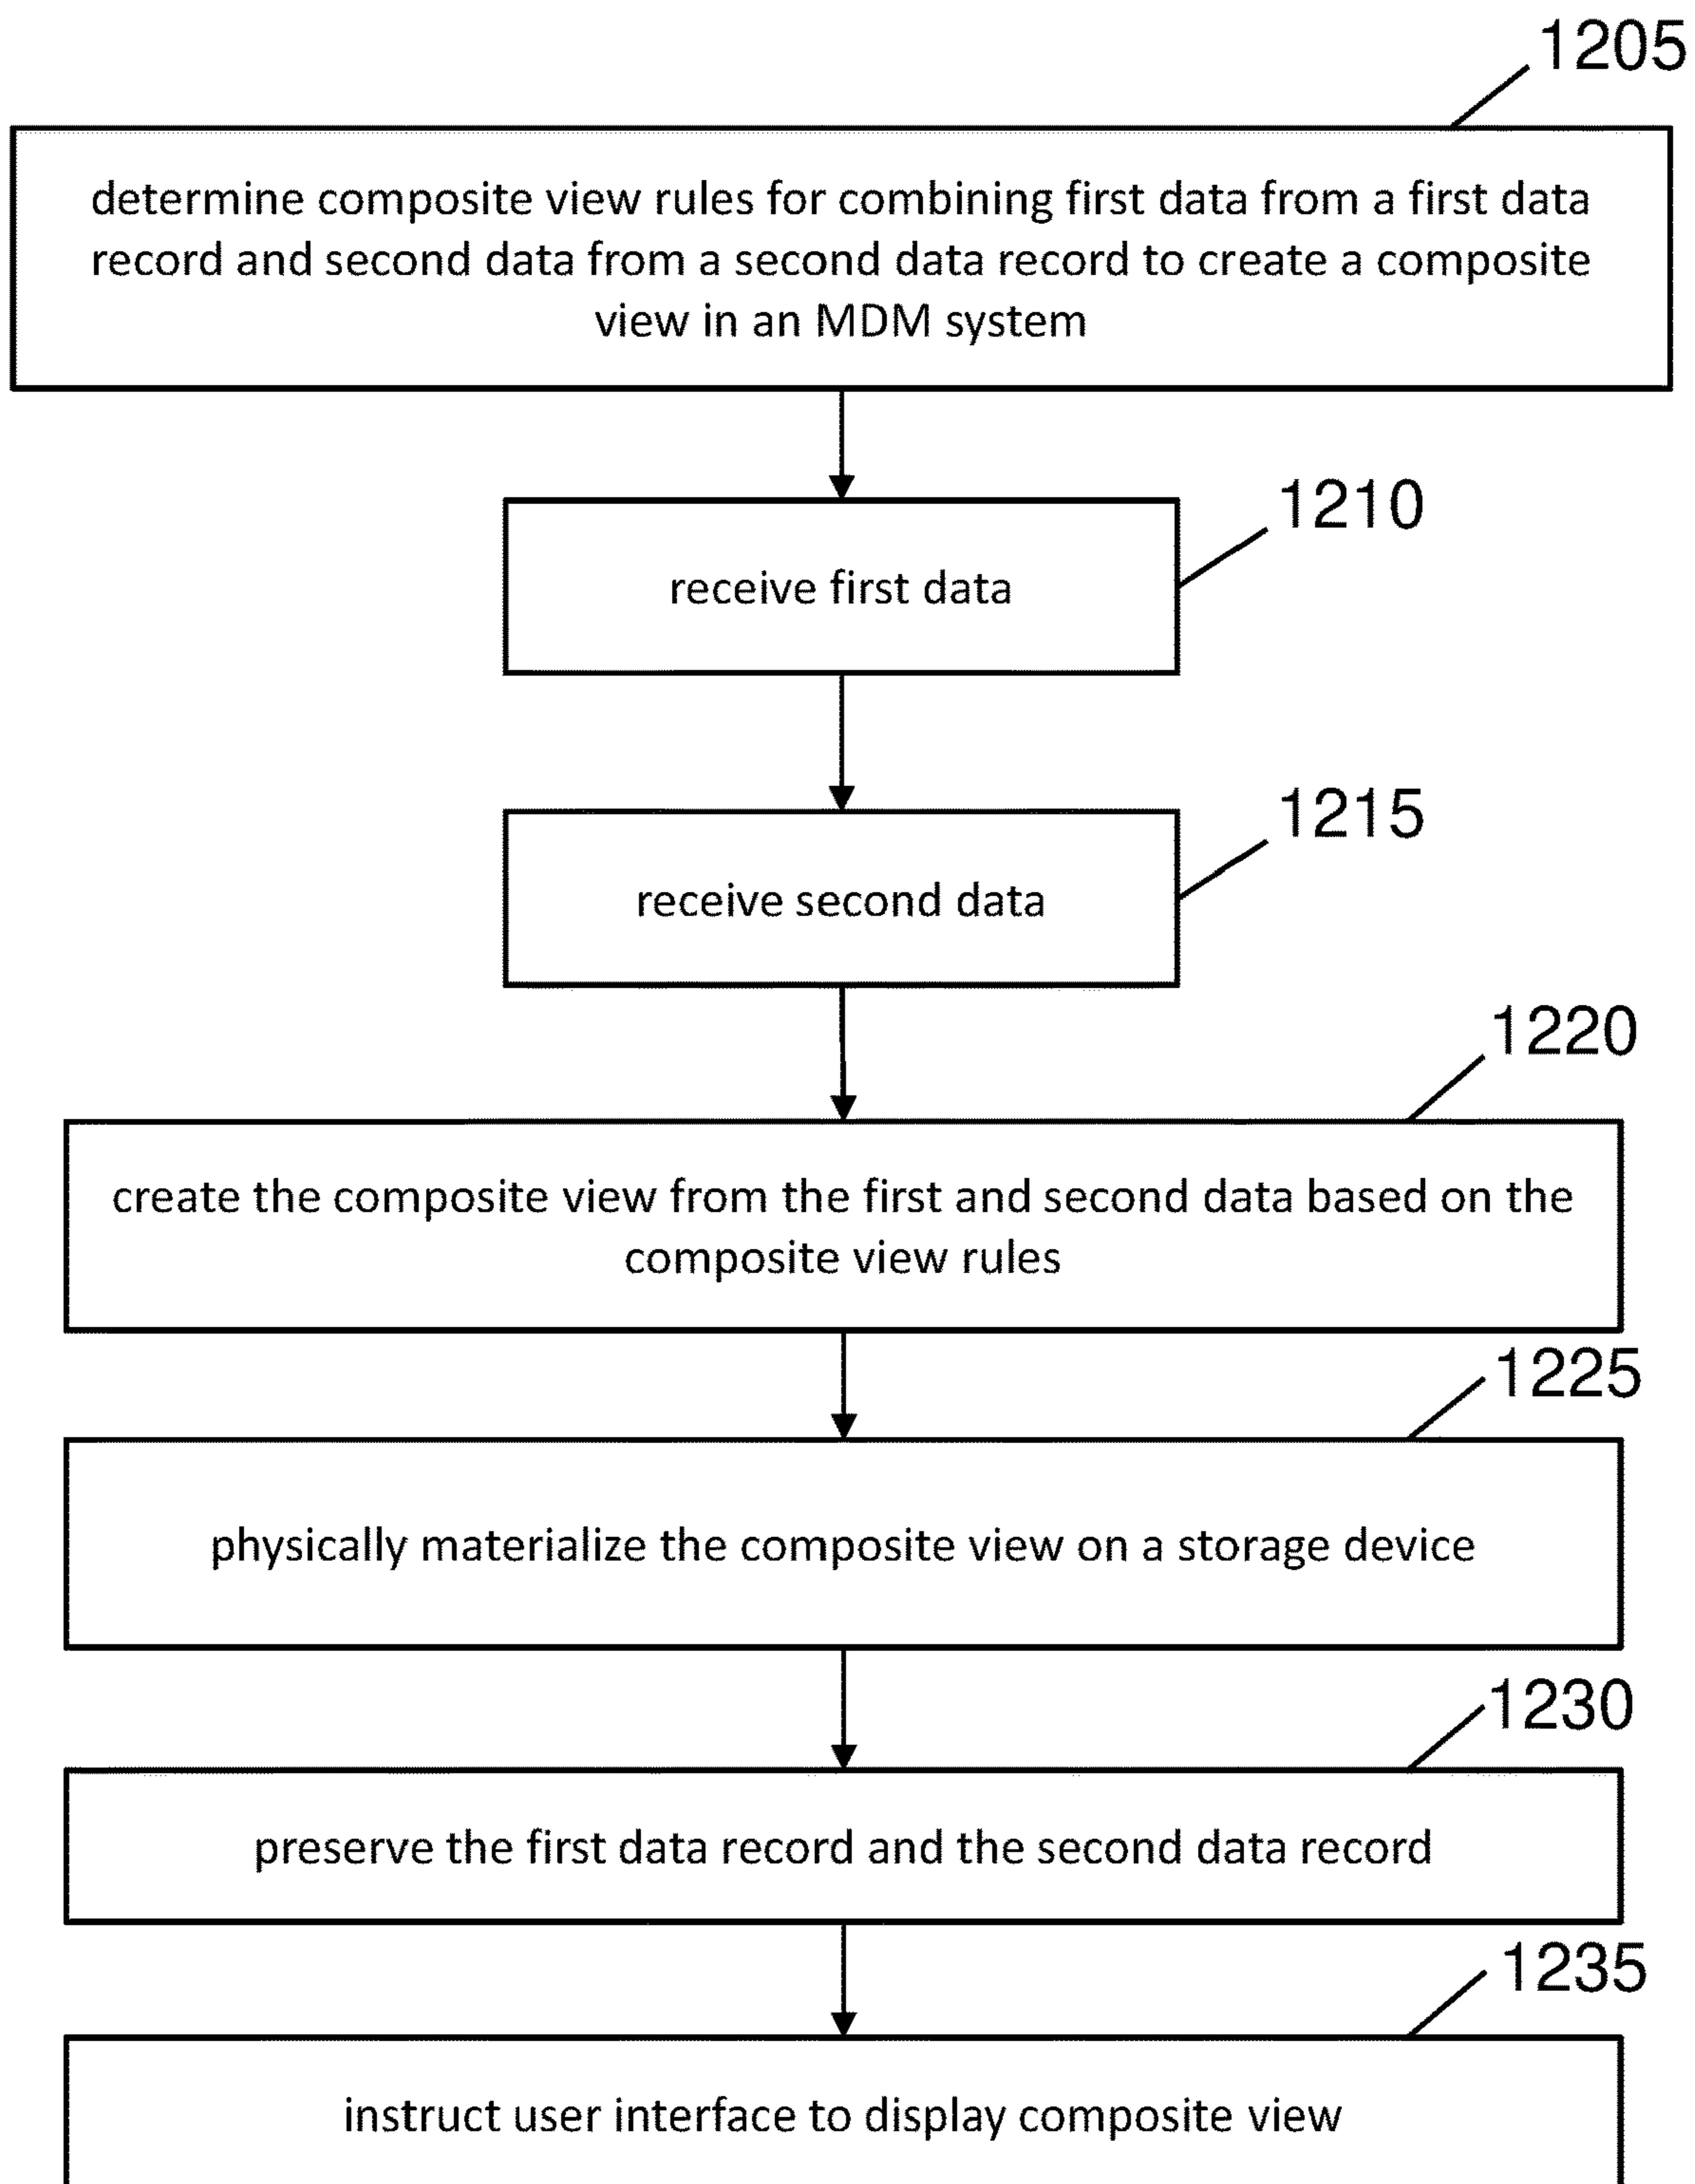 1205
determine composite view rules for combining first data from a first data
record and second data from a second data record to create a composite
view in an MDM system
1210
receive first data
1215
receive second data
1220
create the composite view from the first and second data based on the
composite view rules
1225
physically materialize the composite view on a storage device
1230
preserve the first data record and the second data record
1235
instruct user interface to display composite view